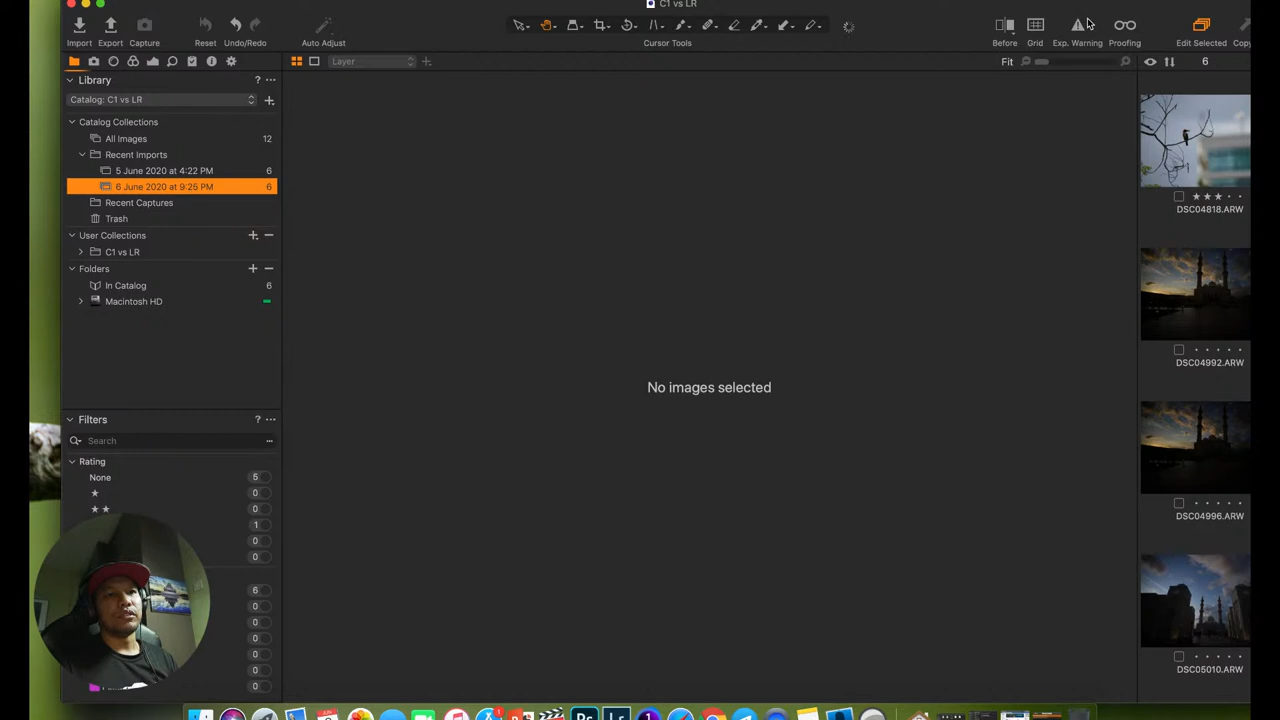 C1 vs LR
Import
Export
Capture
Reset
Undo/Redo
Auto Adjust
Cursor Tools
Before
Grid
Exp. Warning
Proofing
Edit Selected
Layer
Fit
6
Library
?
Catalog: C1 vs LR
Catalog Collections
All Images 12
Recent Imports
5 June 2020 at 4:22 PM 6
6 June 2020 at 9:25 PM 6
Recent Captures
Trash
User Collections
C1 vs LR
Folders
In Catalog 6
Macintosh HD
No images selected
Filters
?
Search
Rating
None 5
0
0
1
0
0
6
0
0
0
0
0
0
DSC04818.ARW
DSC04992.ARW
DSC04996.ARW
DSC05010.ARW
Ps
Lr
1